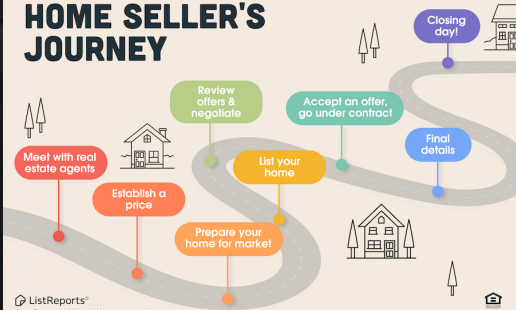 HOME SELLER'S
JOURNEY
Meet with real
estate agents
Establish a
price
Prepare your
home for market
List your
home
Review
offers &
negotiate
Accept an offer,
go under contract
Final
details
Closing
day!
ListReports®